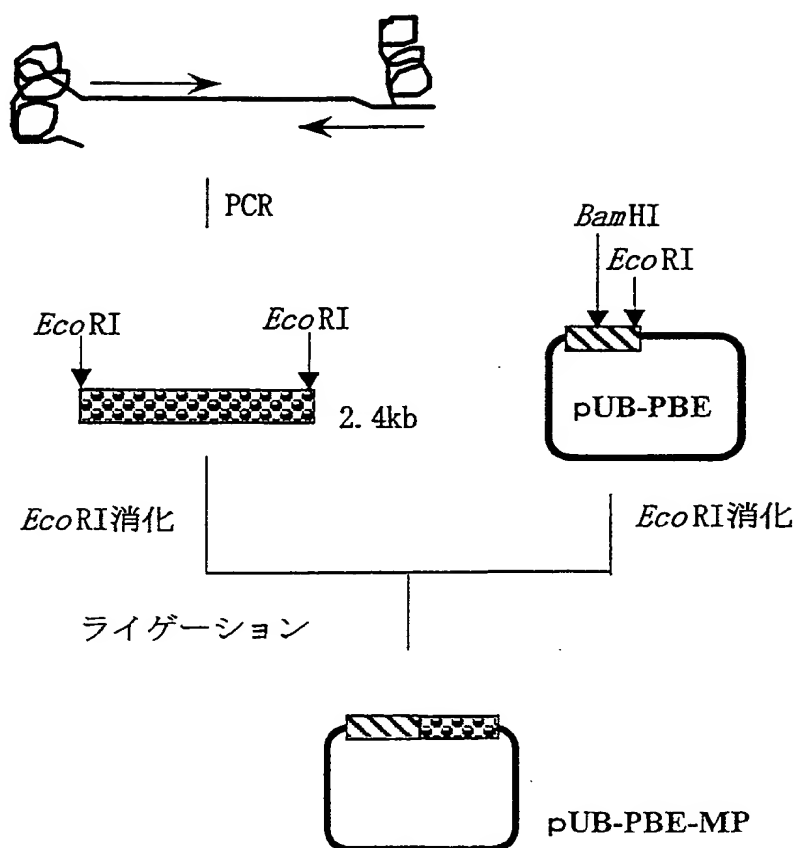 PCR
BamHI
EcoRI
EcoRI
EcoRI
2.4kb
pUB-PBE
EcoRI消化
EcoRI消化
ライゲーション
pUB-PBE-MP